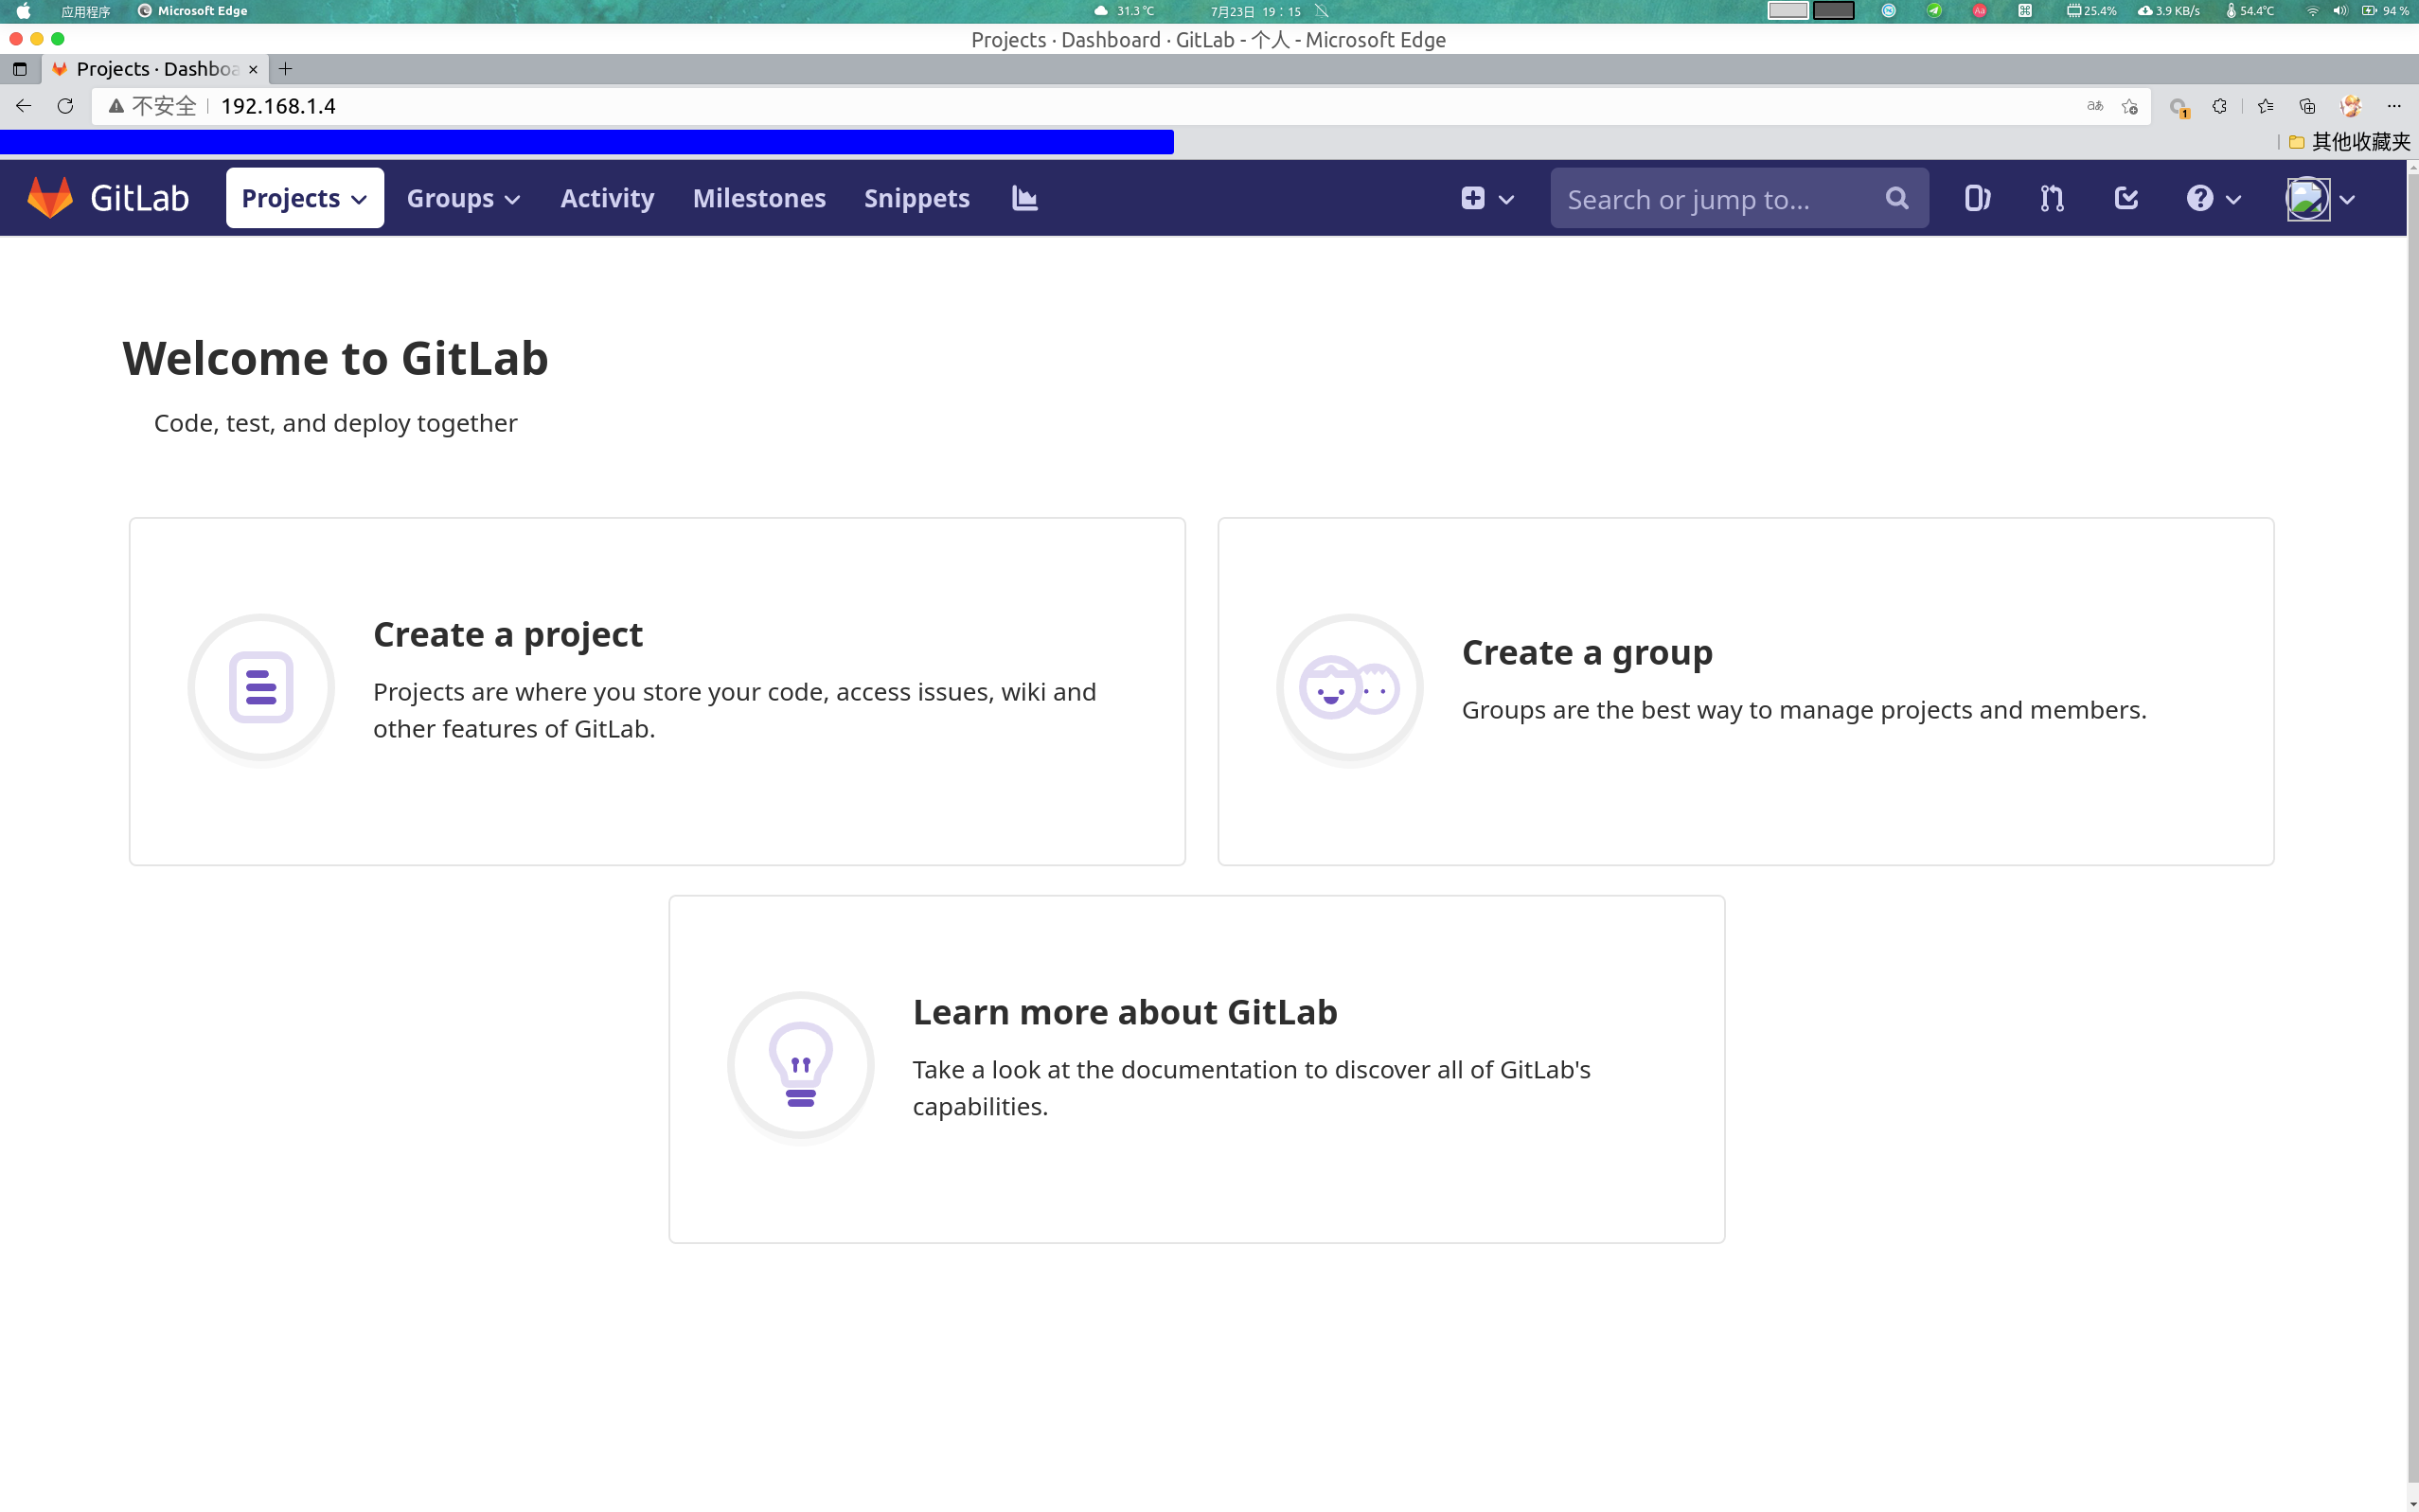 应用程序 Microsoft Edge 31.3 °C 7月23日 19：15 25.4% 3.9 KB/s 54.4°C 94 %
Projects · Dashboard · GitLab - 个人 - Microsoft Edge
Projects · Dashboa
不安全 192.168.1.4 aあ 1
其他收藏夹
GitLab Projects Groups Activity Milestones Snippets Search or jump to...
Welcome to GitLab
Code, test, and deploy together
Create a project
Projects are where you store your code, access issues, wiki and
other features of GitLab.
Create a group
Groups are the best way to manage projects and members.
Learn more about GitLab
Take a look at the documentation to discover all of GitLab's
capabilities.